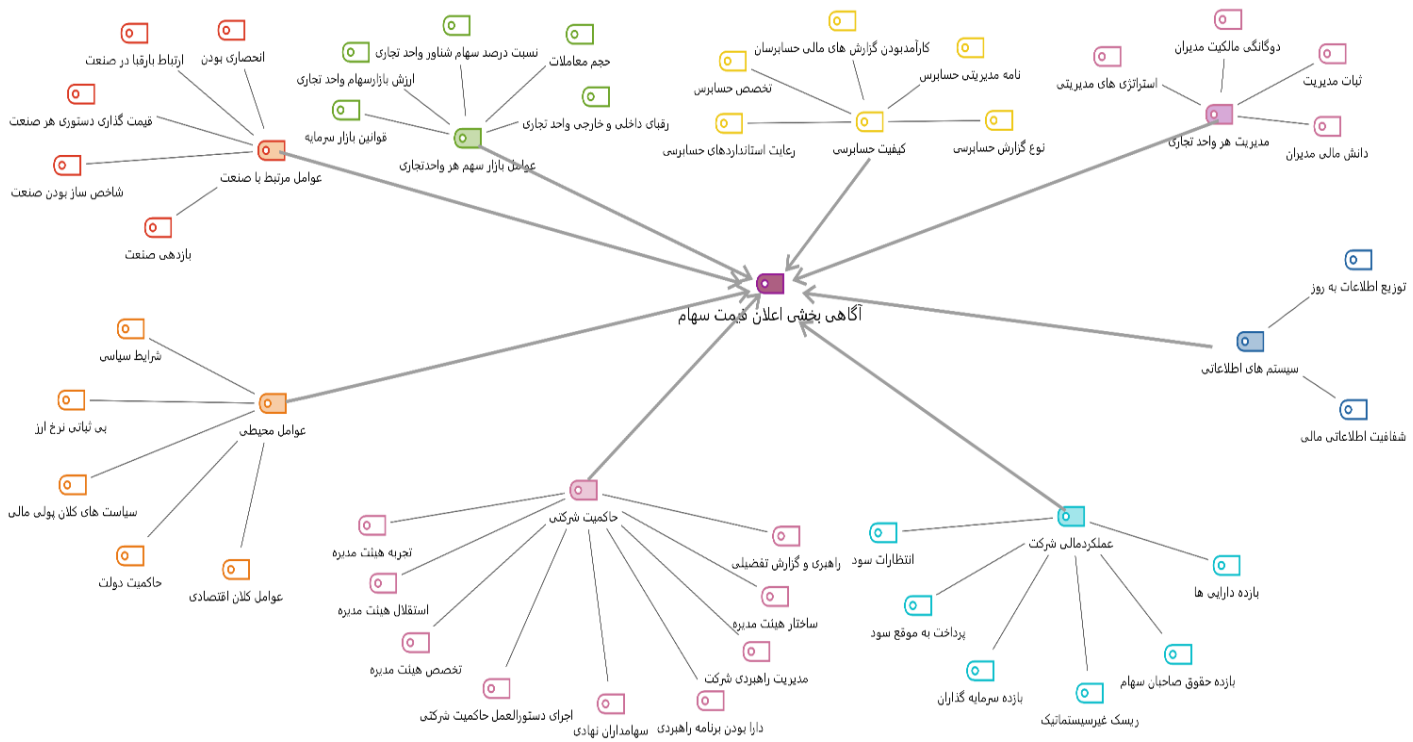 انحصاری بودن
ارتباط بارقبا در صنعت
قیمت گذاری دستوری هر صنعت
شاخص ساز بودن صنعت
بازدهی صنعت
عوامل مرتبط با صنعت
حجم معاملات
نسبت درصد سهام شناور واحد تجاری
ارزش بازارسهام واحد تجاری
قوانین بازار سرمایه
رقبای داخلی و خارجی واحد تجاری
عوامل بازار سهم هر واحدتجاری
کارآمدبودن گزارش های مالی حسابرسان
نامه مدیریتی حسابرس
تخصص حسابرس
نوع گزارش حسابرسی
رعایت استانداردهای حسابرسی
کیفیت حسابرسی
دوگانگی مالکیت مدیران
ثبات مدیریت
استراتژی های مدیریتی
دانش مالی مدیران
مدیریت هر واحد تجاری
آگاهی بخشی اعلان قیمت سهام
توزیع اطلاعات به روز
سیستم های اطلاعاتی
شفافیت اطلاعاتی مالی
شرایط سیاسی
بی ثباتی نرخ ارز
سیاست های کلان پولی مالی
حاکمیت دولت
عوامل کلان اقتصادی
عوامل محیطی
حاکمیت شرکتی
تجربه هیئت مدیره
استقلال هیئت مدیره
تخصص هیئت مدیره
اجرای دستورالعمل حاکمیت شرکتی
سهامداران نهادی
دارا بودن برنامه راهبردی
مدیریت راهبردی شرکت
ساختار هیئت مدیره
راهبری و گزارش تفضیلی
عملکردمالی شرکت
انتظارات سود
پرداخت به موقع سود
بازده سرمایه گذاران
ریسک غیرسیستماتیک
بازده حقوق صاحبان سهام
بازده دارایی ها